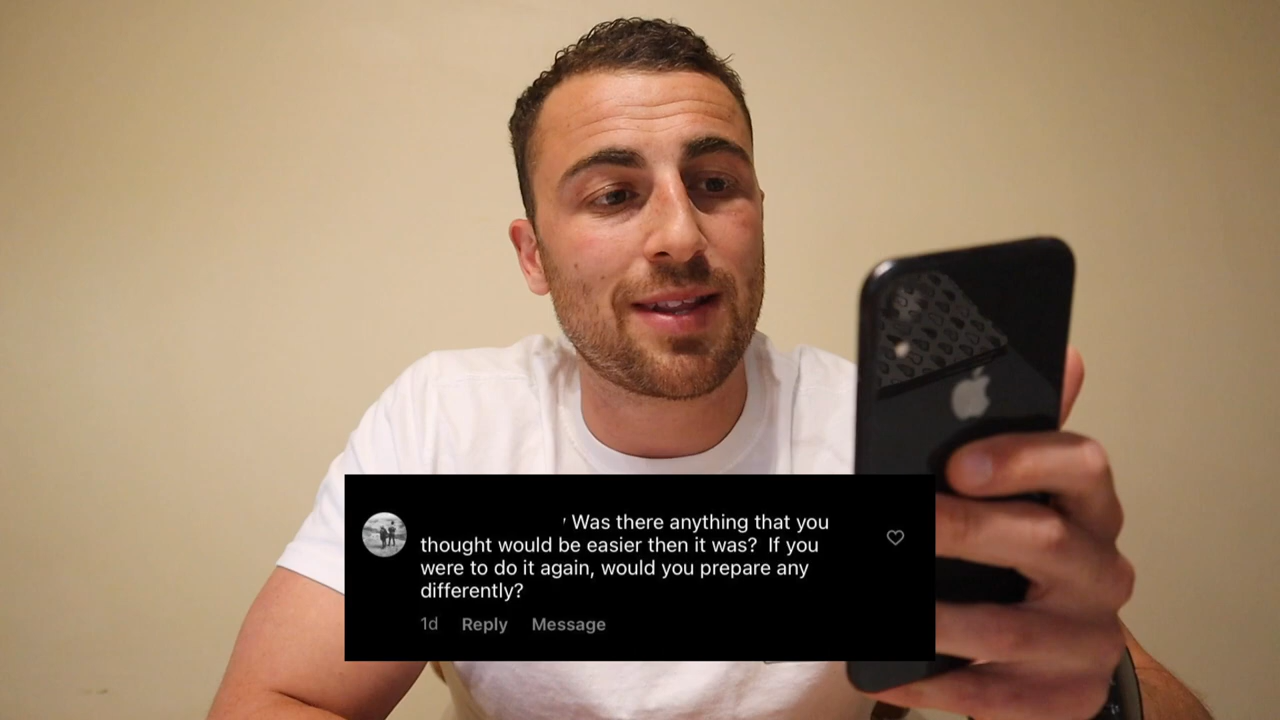 Was there anything that you
thought would be easier then it was?  If you
were to do it again, would you prepare any
differently?
1d Reply Message